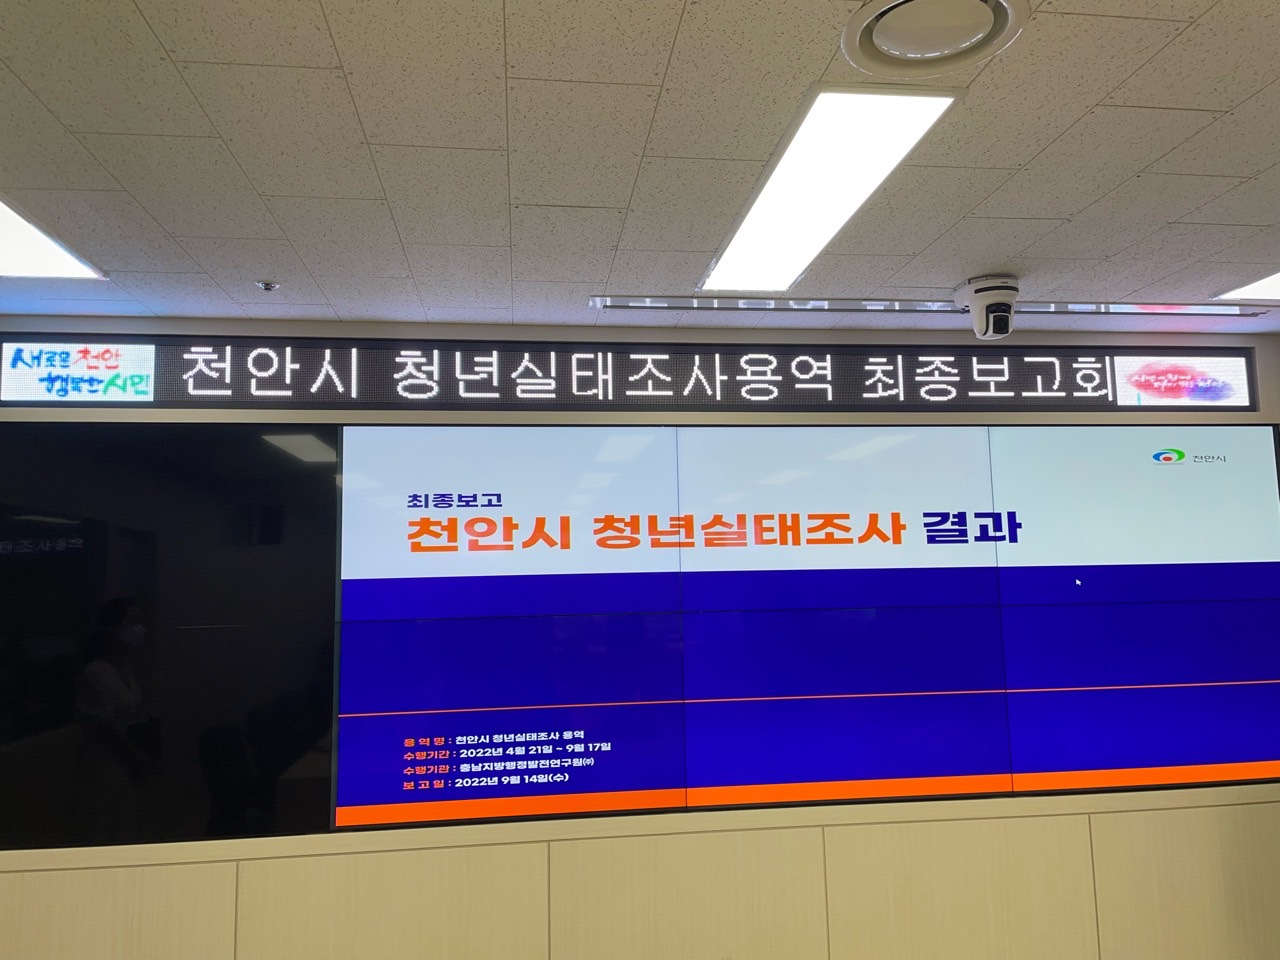 새로운 천안
행복한 시민
천안시 청년실태조사용역 최종보고회
천안시
최종보고
천안시 청년실태조사 결과
용 역 명 : 천안시 청년실태조사 용역
수행기간 : 2022년 4월 21일 ~ 9월 17일
수행기관 : 충남지방행정발전연구원㈜
보 고 일 : 2022년 9월 14일(수)